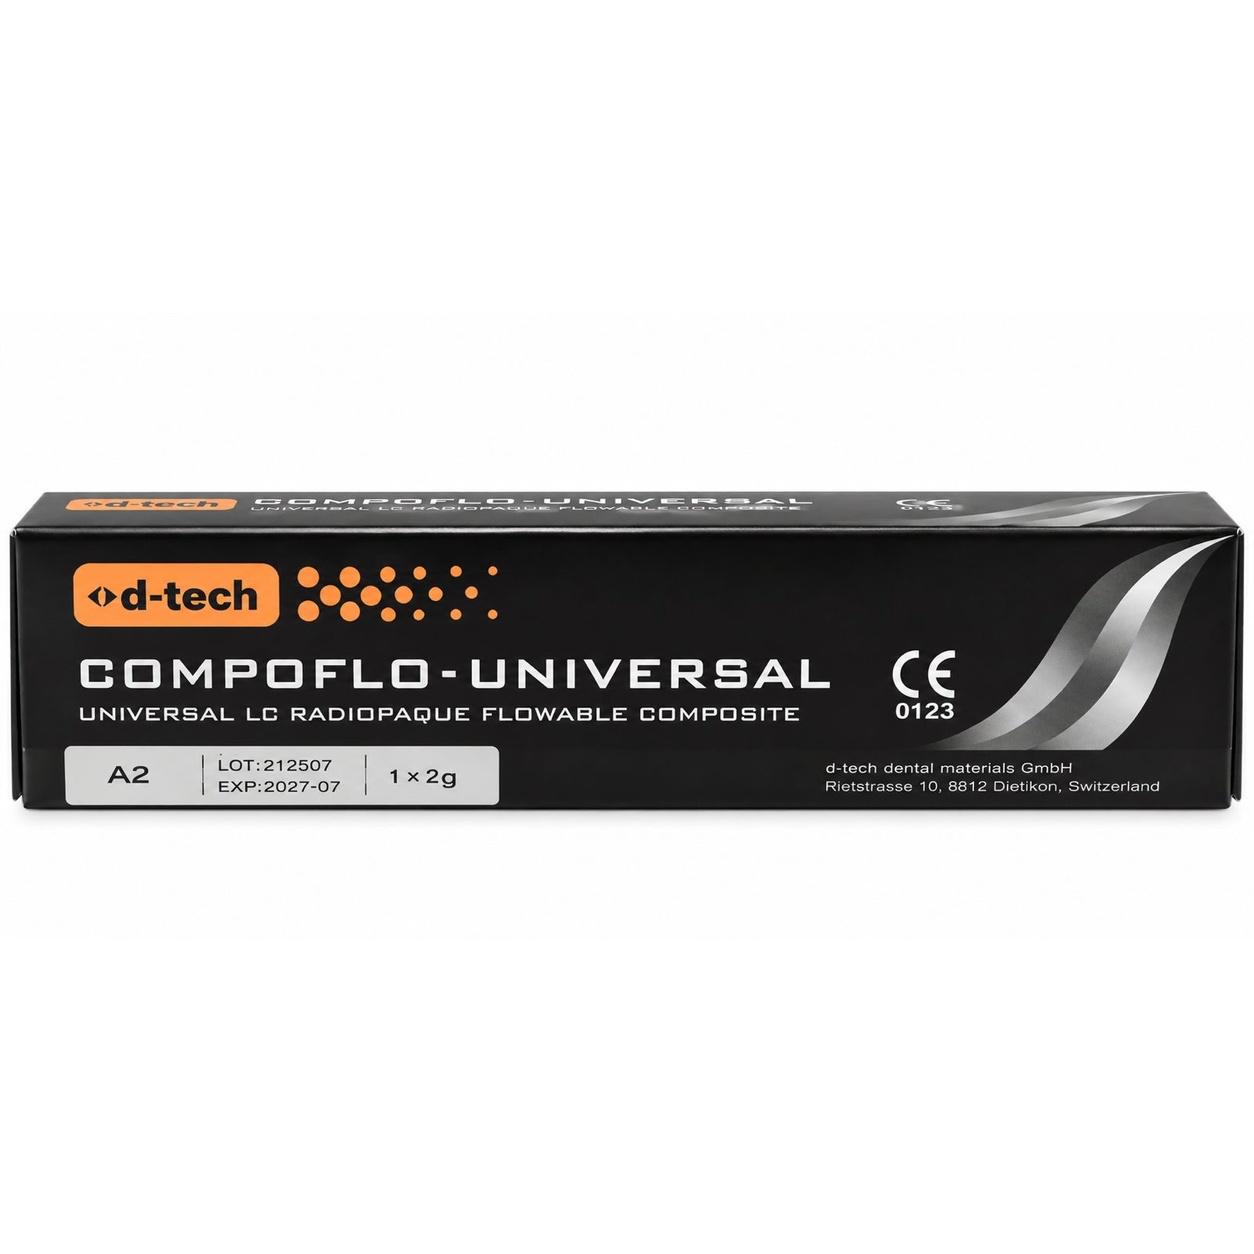 d-tech
COMPOFLO-UNIVERSAL
UNIVERSAL LC RADIOPAQUE FLOWABLE COMPOSITE
CE
0123
d-tech
COMPOFLO-UNIVERSAL
UNIVERSAL LC RADIOPAQUE FLOWABLE COMPOSITE
CE
0123
A2
LOT:212507
EXP:2027-07
1 × 2g
d-tech dental materials GmbH
Rietstrasse 10, 8812 Dietikon, Switzerland